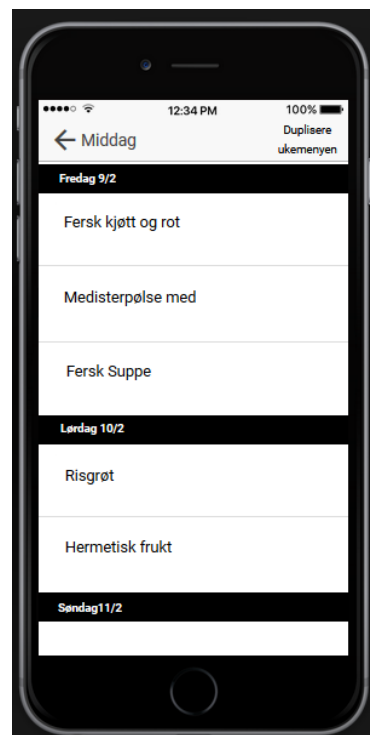 12:34 PM 100%
Middag
Duplisere
ukemenyen
Fredag 9/2
Fersk kjøtt og rot
Medisterpølse med
Fersk Suppe
Lørdag 10/2
Risgrøt
Hermetisk frukt
Søndag11/2